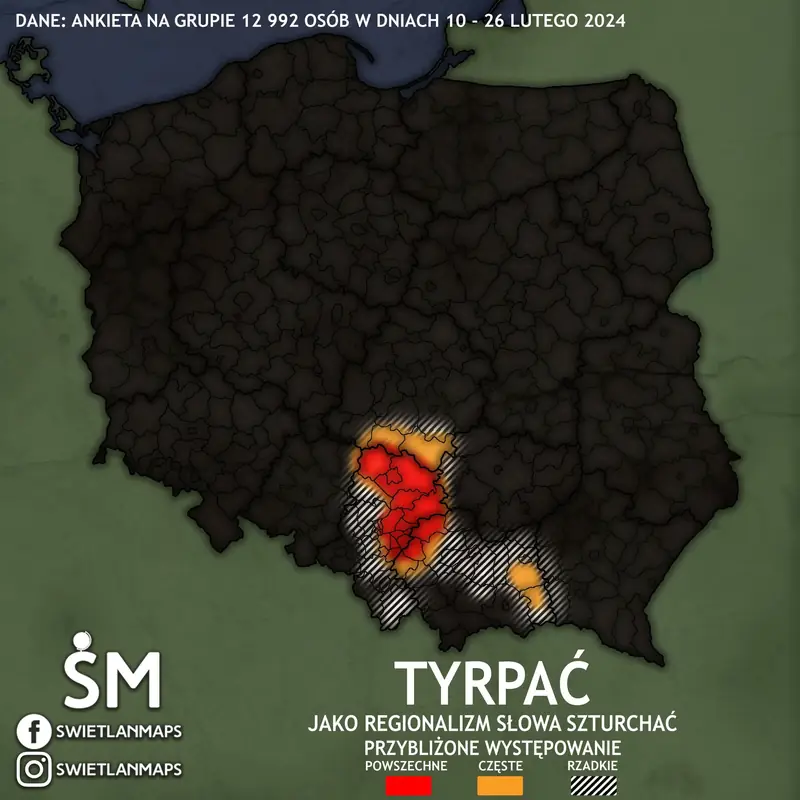 DANE: ANKIETA NA GRUPIE 12 992 OSÓB W DNIACH 10 - 26 LUTEGO 2024
ŚM
SWIETLANMAPS
SWIETLANMAPS
TYRPAĆ
JAKO REGIONALIZM SŁOWA SZTURCHAĆ
PRZYBLIŻONE WYSTĘPOWANIE
POWSZECHNE CZĘSTE RZADKIE